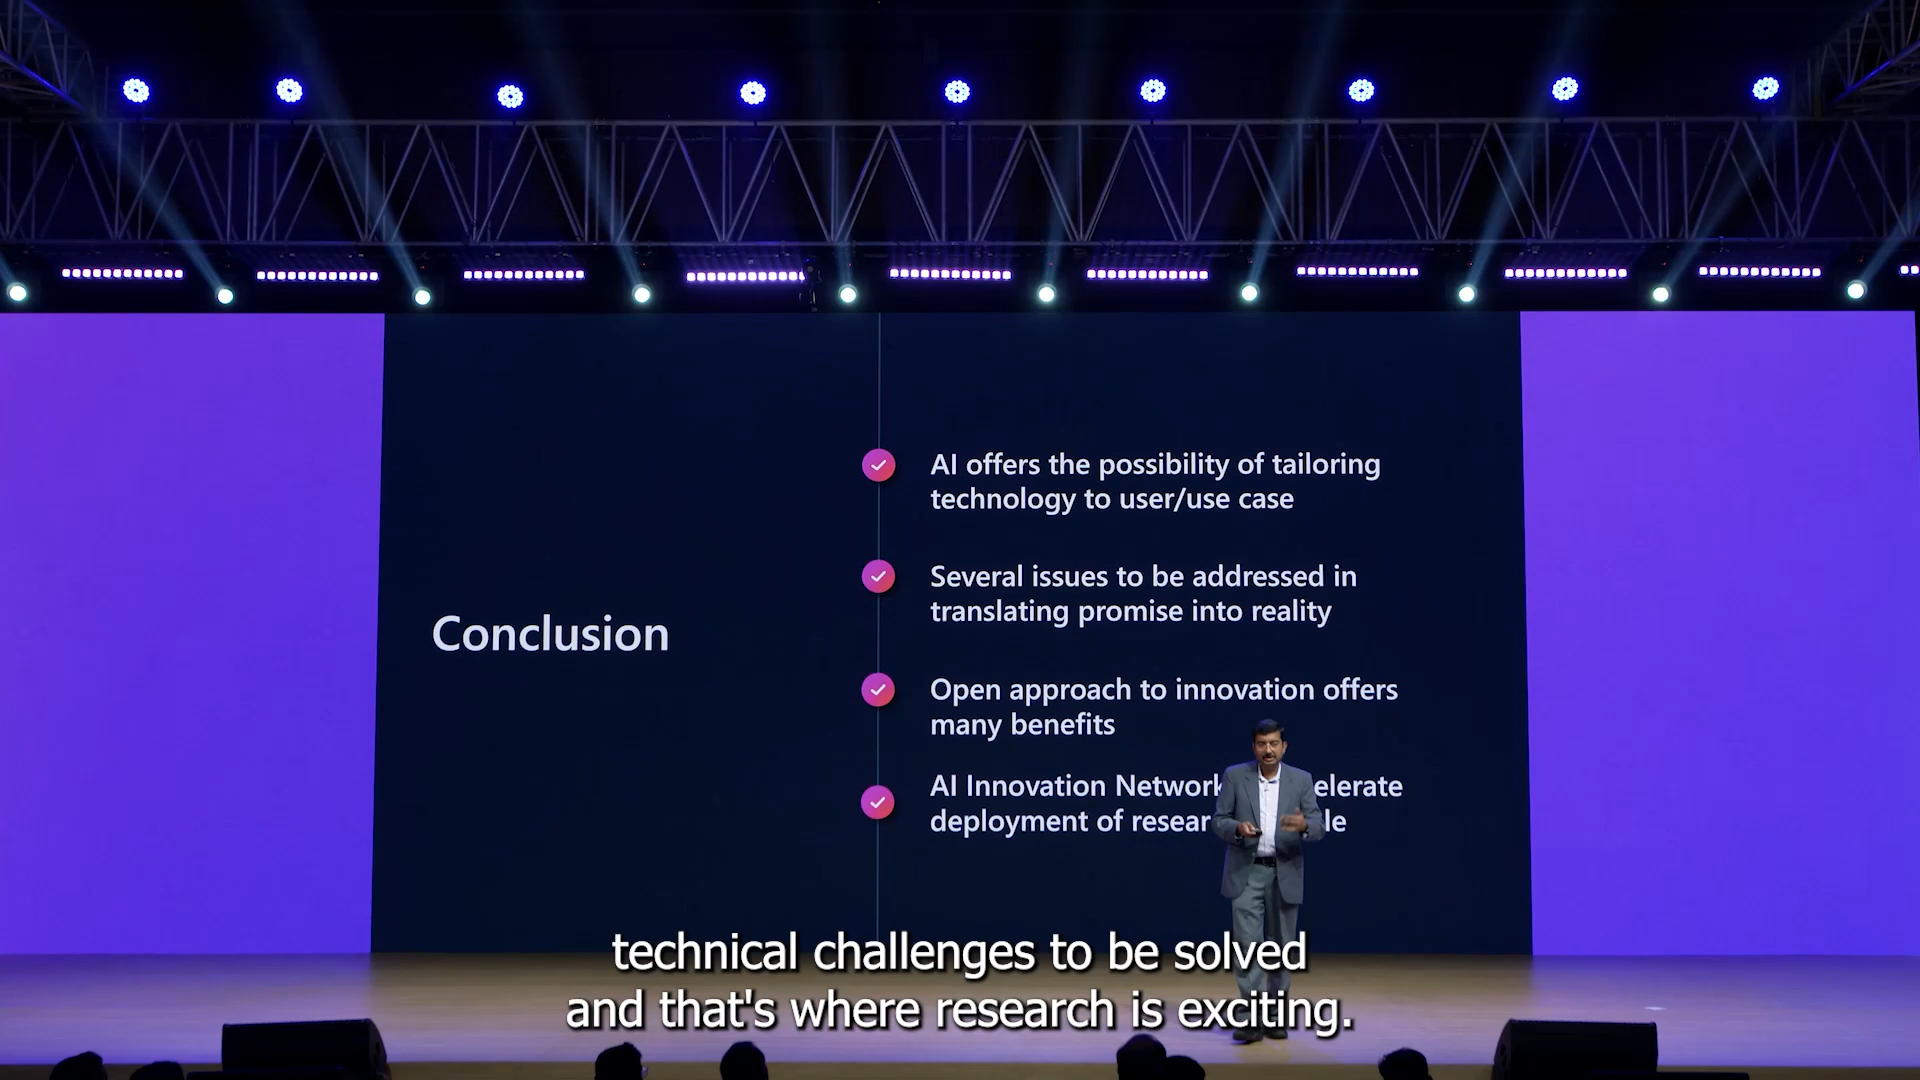 Conclusion
AI offers the possibility of tailoring
technology to user/use case
Several issues to be addressed in
translating promise into reality
Open approach to innovation offers
many benefits
AI Innovation Network
deployment of
technical challenges to be solved
and that's where research is exciting.